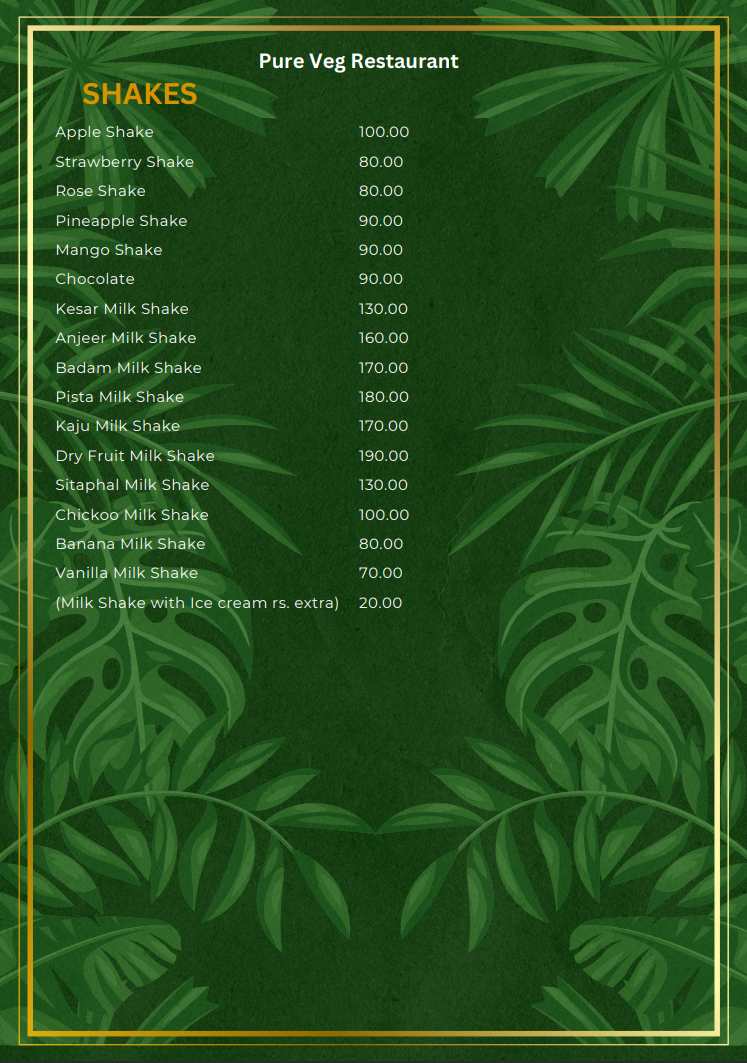 Pure Veg Restaurant
SHAKES
Apple Shake 100.00
Strawberry Shake 80.00
Rose Shake 80.00
Pineapple Shake 90.00
Mango Shake 90.00
Chocolate 90.00
Kesar Milk Shake 130.00
Anjeer Milk Shake 160.00
Badam Milk Shake 170.00
Pista Milk Shake 180.00
Kaju Milk Shake 170.00
Dry Fruit Milk Shake 190.00
Sitaphal Milk Shake 130.00
Chickoo Milk Shake 100.00
Banana Milk Shake 80.00
Vanilla Milk Shake 70.00
(Milk Shake with Ice cream rs. extra) 20.00